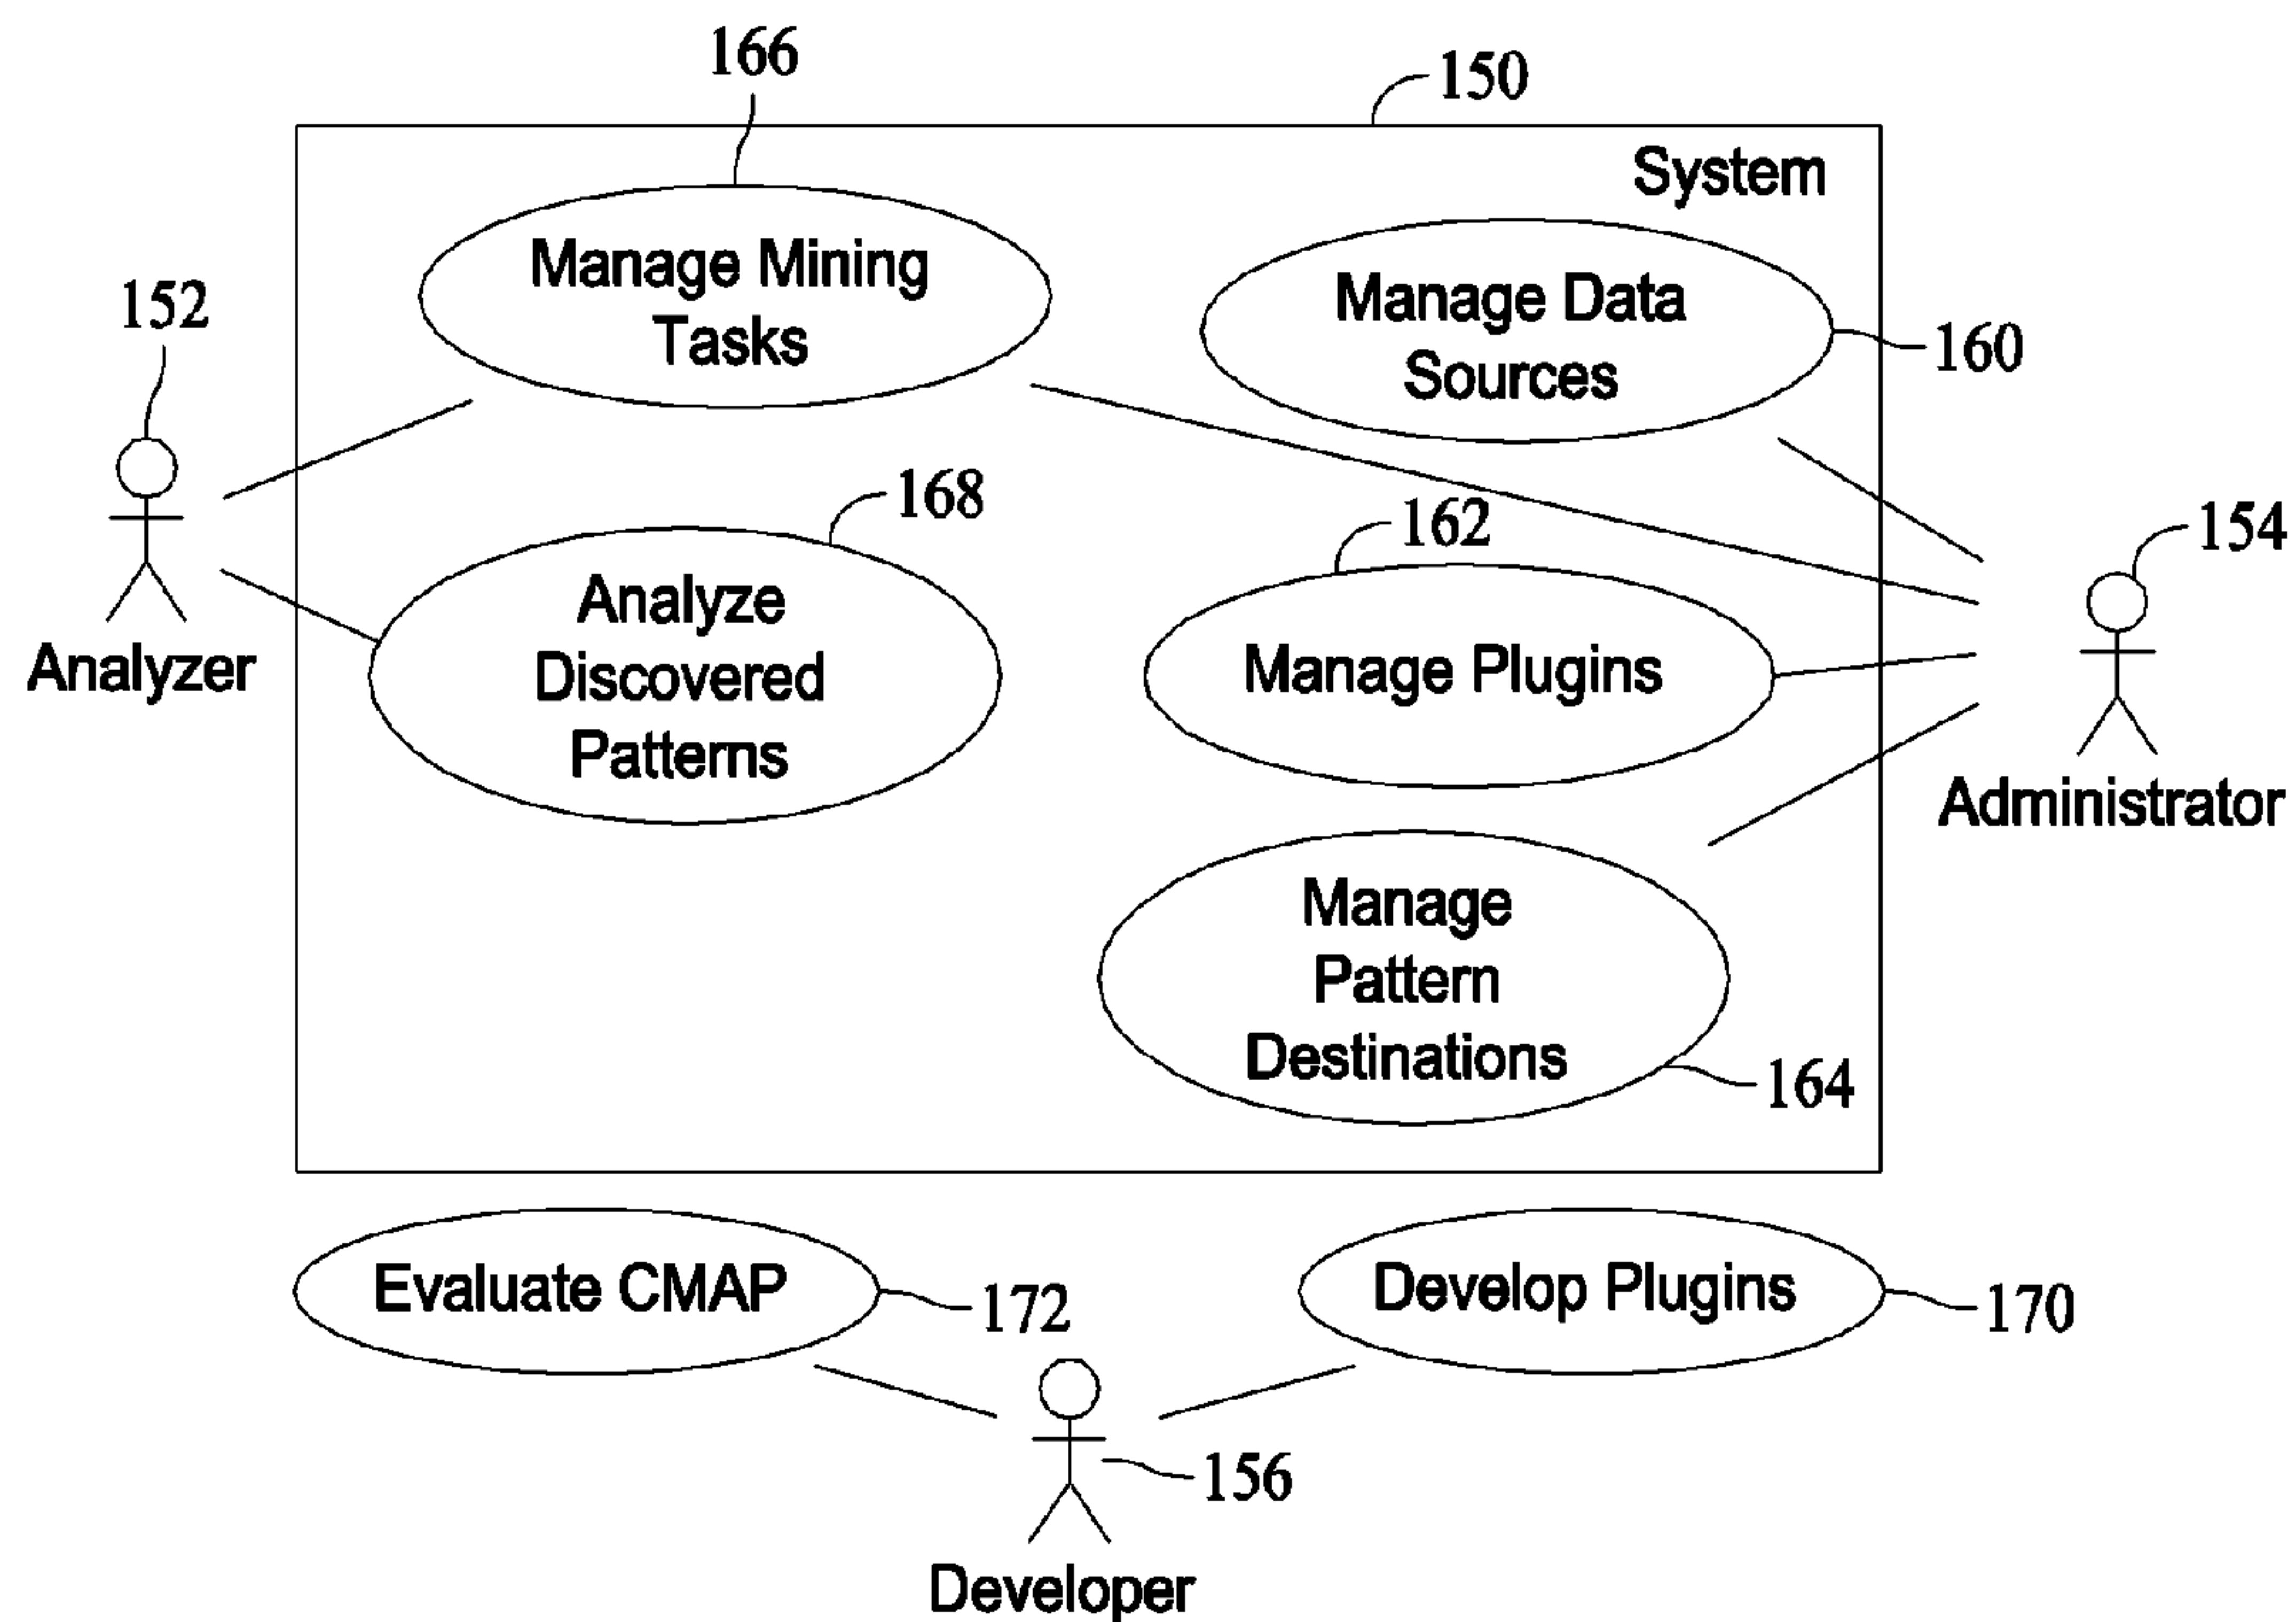 166
150
System
Manage Mining
Tasks
Manage Data
Sources
160
152
168
162
154
Analyzer
Analyze
Discovered
Patterns
Manage Plugins
Administrator
Manage
Pattern
Destinations
164
Evaluate CMAP
172
Develop Plugins
170
156
Developer